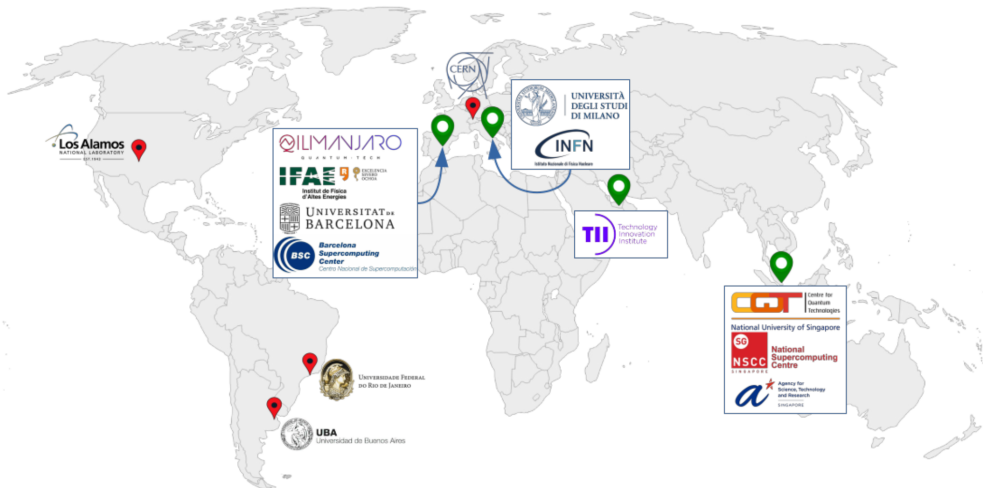 CERN
Los Alamos
NATIONAL LABORATORY
EST. 1943
QILIMANJARO
QUANTUM · TECH
IFAE
EXCELENCIA
SEVERO
OCHOA
Institut de Física
d'Altes Energies
UNIVERSITAT DE
BARCELONA
BSC
Barcelona
Supercomputing
Center
Centro Nacional de Supercomputación
UNIVERSITÀ
DEGLI STUDI
DI MILANO
INFN
Istituto Nazionale di Fisica Nucleare
TII
Technology
Innovation
Institute
CQT
Centre for
Quantum
Technologies
National University of Singapore
SG
NSCC
SINGAPORE
National
Supercomputing
Centre
Agency for
Science, Technology
and Research
SINGAPORE
UNIVERSIDADE FEDERAL
DO RIO DE JANEIRO
UBA
Universidad de Buenos Aires